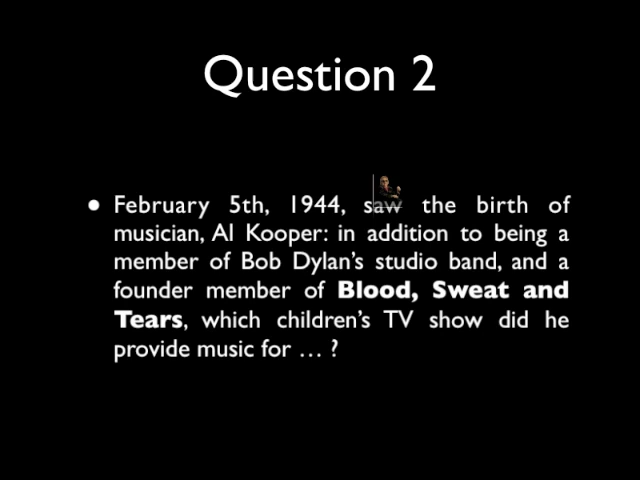 Question 2
• February 5th, 1944, saw the birth of
musician, Al Kooper: in addition to being a
member of Bob Dylan's studio band, and a
founder member of Blood, Sweat and
Tears, which children's TV show did he
provide music for … ?